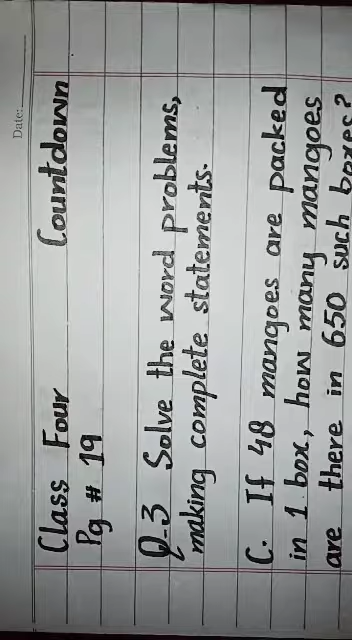 Date:
Class Four Countdown
Pg # 19
Q-3 Solve the word problems,
making complete statements.
C. If 48 mangoes are packed
in 1 box, how many mangoes
are there in 650 such boxes?